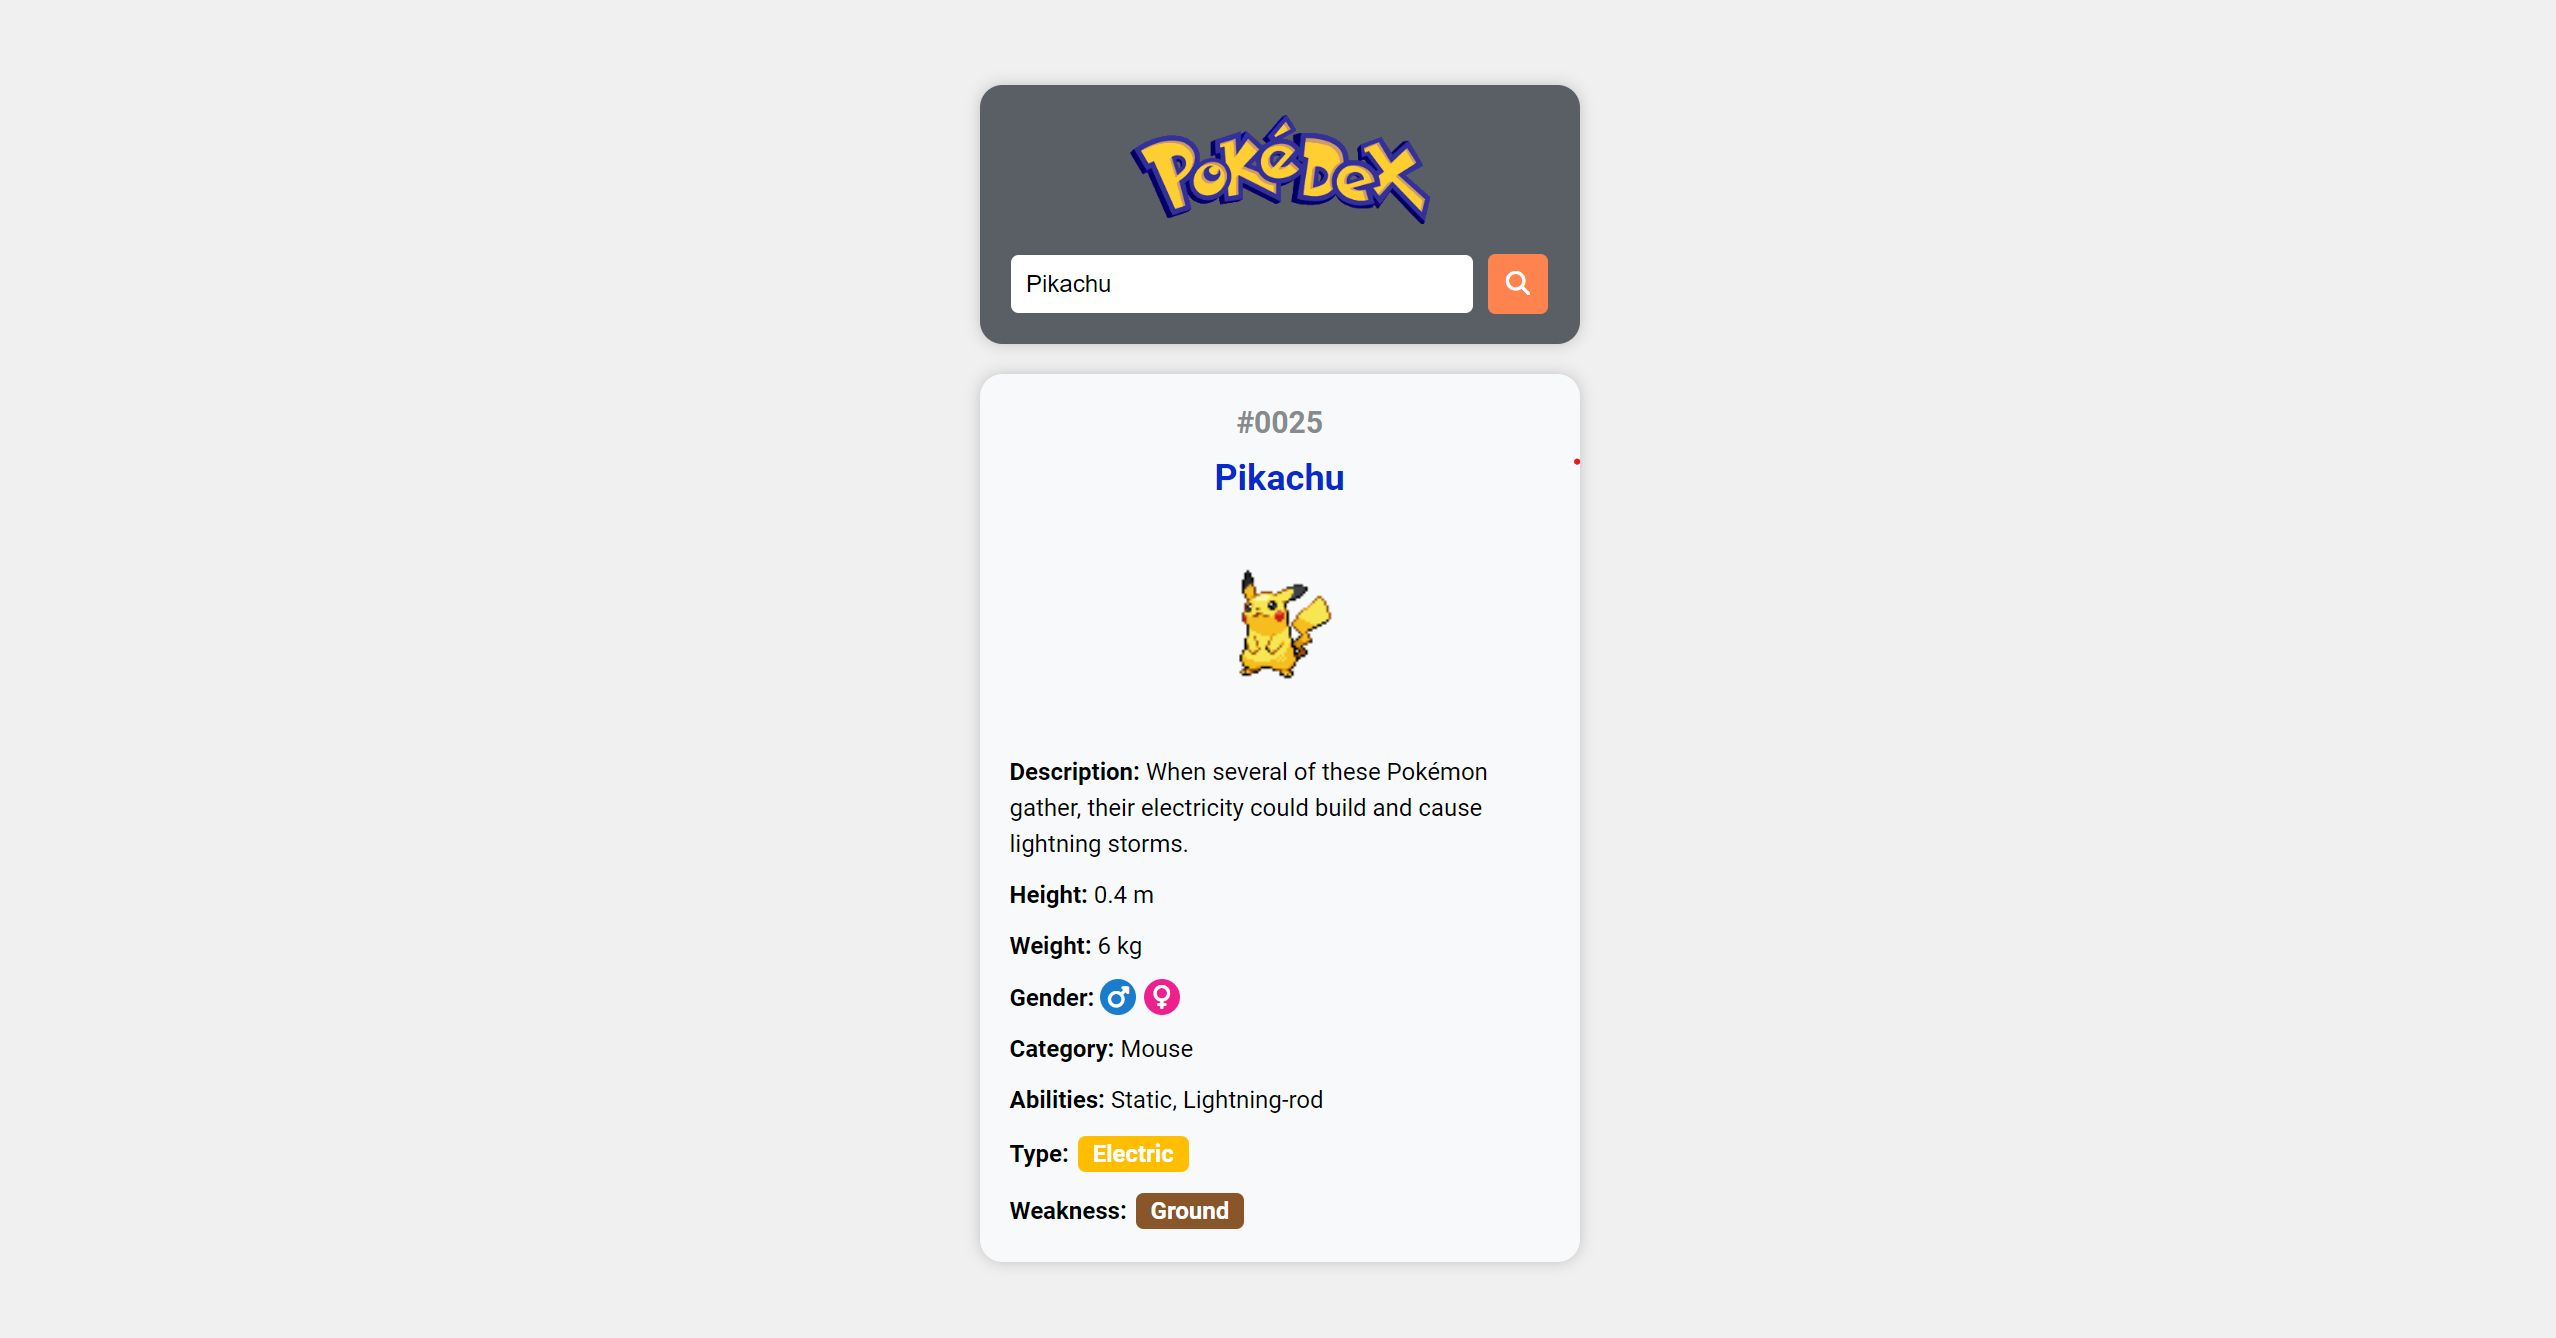 PokéDex
Pikachu
#0025
Pikachu
Description: When several of these Pokémon
gather, their electricity could build and cause
lightning storms.
Height: 0.4 m
Weight: 6 kg
Gender: ♂ ♀
Category: Mouse
Abilities: Static, Lightning-rod
Type: Electric
Weakness: Ground